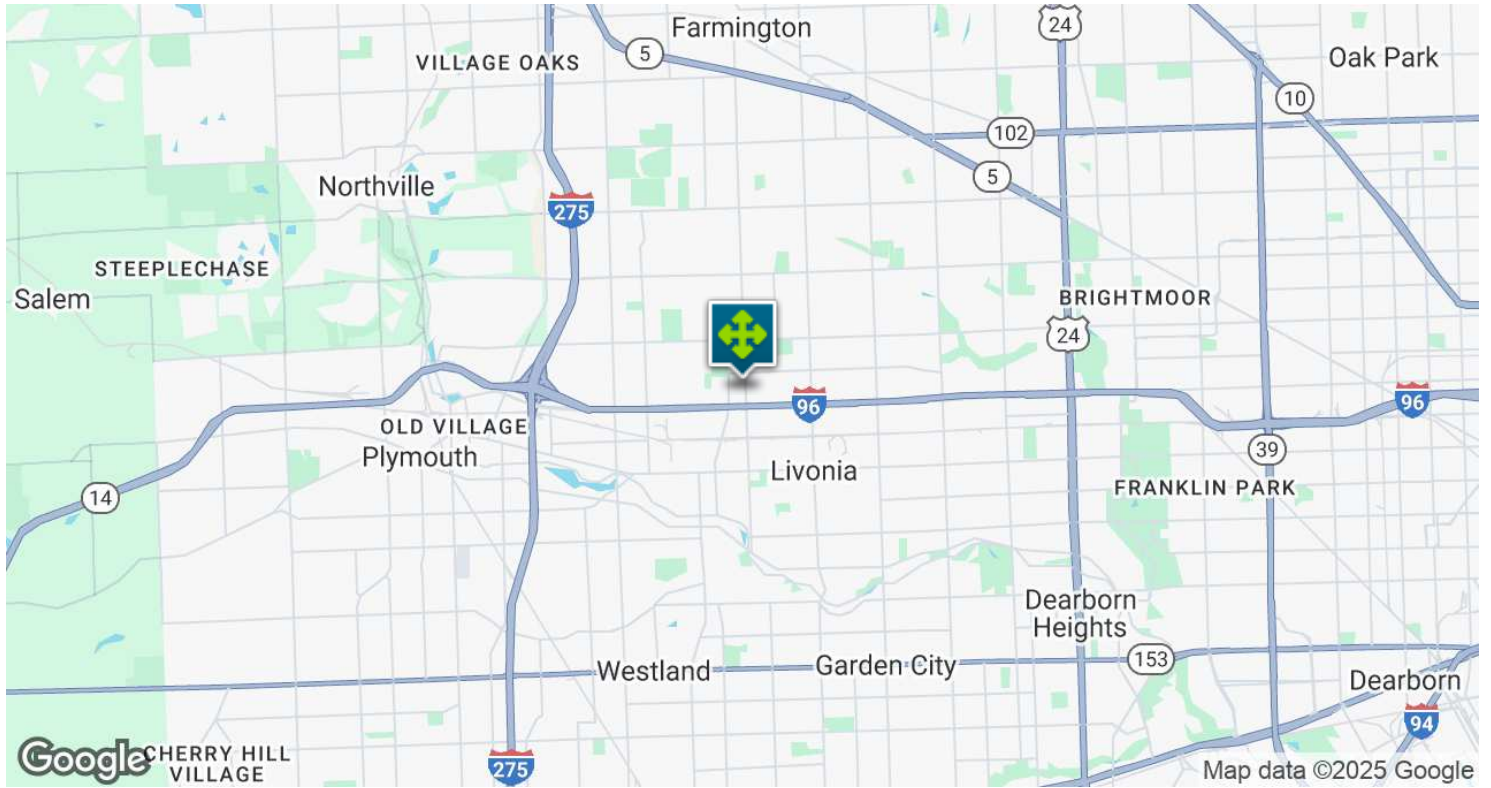 Farmington
24
Oak Park
5
VILLAGE OAKS
10
102
5
Northville
275
STEEPLECHASE
Salem
BRIGHTMOOR
24
96
96
OLD VILLAGE
Plymouth
39
Livonia
FRANKLIN PARK
14
Dearborn
Heights
153
Westland
Garden City
Dearborn
94
Google
CHERRY HILL
VILLAGE
275
Map data ©2025 Google